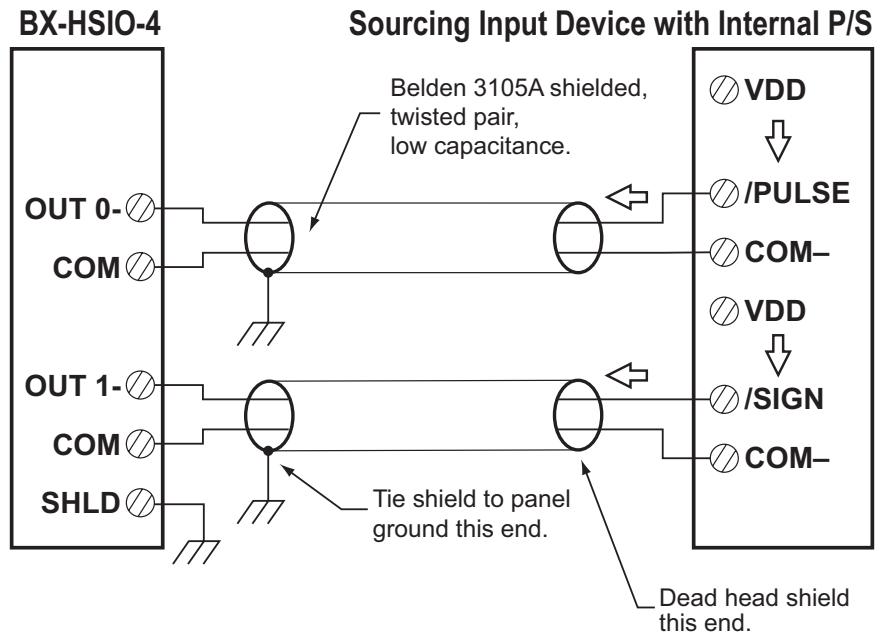 BX-HSIO-4
Sourcing Input Device with Internal P/S
Belden 3105A shielded,
twisted pair,
low capacitance.
OUT 0-
COM
OUT 1-
COM
SHLD
VDD
/PULSE
COM–
VDD
/SIGN
COM–
Tie shield to panel
ground this end.
Dead head shield
this end.